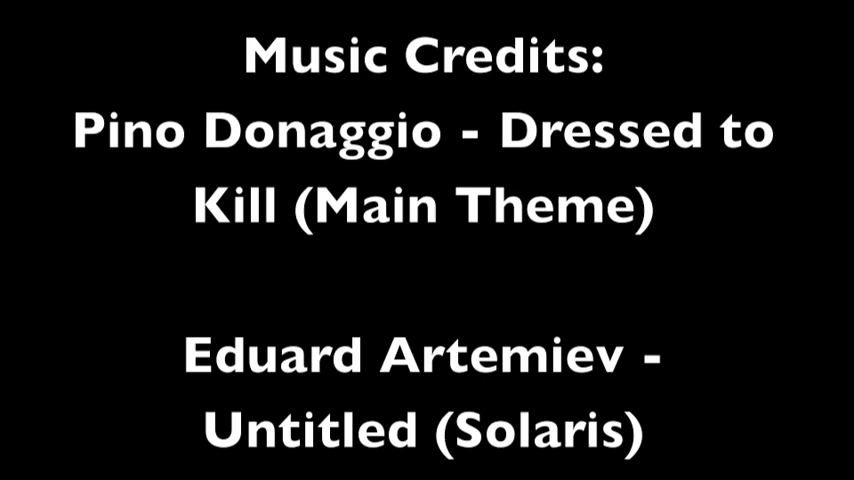 Music Credits:
Pino Donaggio - Dressed to
Kill (Main Theme)
Eduard Artemiev -
Untitled (Solaris)